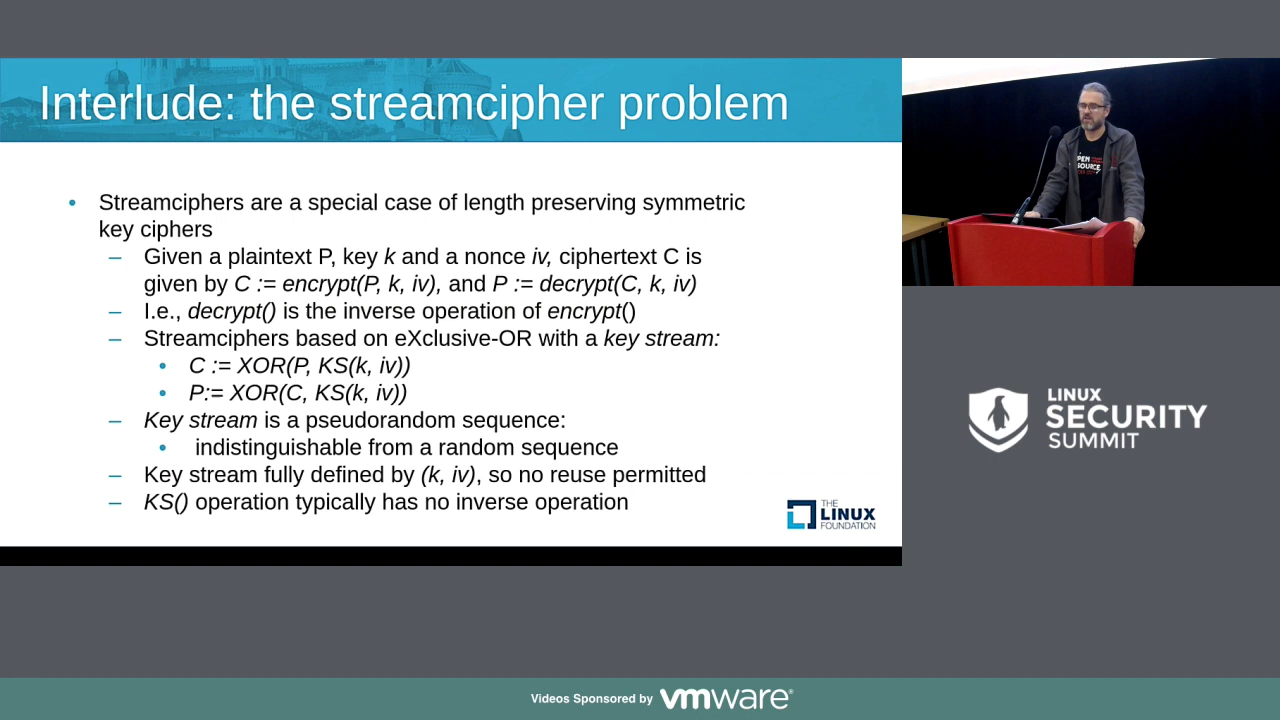 Interlude: the streamcipher problem
• Streamciphers are a special case of length preserving symmetric
key ciphers
– Given a plaintext P, key k and a nonce iv, ciphertext C is
given by C := encrypt(P, k, iv), and P := decrypt(C, k, iv)
– I.e., decrypt() is the inverse operation of encrypt()
– Streamciphers based on eXclusive-OR with a key stream:
• C := XOR(P, KS(k, iv))
• P:= XOR(C, KS(k, iv))
– Key stream is a pseudorandom sequence:
• indistinguishable from a random sequence
– Key stream fully defined by (k, iv), so no reuse permitted
– KS() operation typically has no inverse operation
THE
LINUX
FOUNDATION
OPEN
SOURCE
LINUX
SECURITY
SUMMIT
Videos Sponsored by vmware®